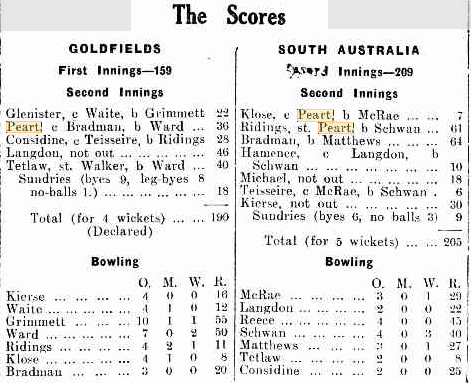 The Scores
GOLDFIELDS
First Innings—159
Second Innings
Glenister, c Waite, b Grimmett 22
Peart, c Bradman, b Ward ... 36
Considine, c Teisseire, b Ridings 28
Langdon, not out ... ... ... ... 46
Tetlaw, st. Walker, b Ward ... 40
Sundries (byes 9, leg-byes 8
no-balls 1.) ... ... ... ... ... 18
Total (for 4 wickets) ... ... ... 190
(Declared)
Bowling
O. M. W. R.
Kierse ... ... ... ... 4 0 0 16
Waite ... ... ... ... 4 1 0 12
Grimmett ... ... ... 10 1 1 55
Ward ... ... ... ... 7 0 2 50
Ridings ... ... ... ... 4 2 1 11
Klose ... ... ... ... 4 1 0 8
Bradman ... ... ... 3 0 0 20
SOUTH AUSTRALIA
Innings—209
Second Innings
Klose, c Peart, b McRae ... ... 7
Ridings, st. Peart, b Schwan ... 61
Bradman, b Matthews ... ... ... 64
Hamence, c Langdon, b
Schwan ... ... ... ... ... ... 10
Michael, not out ... ... ... ... 18
Teisseire, c McRae, b Schwan . 6
Kierse, not out ... ... ... ... 30
Sundries (byes 6, no balls 3) 9
Total (for 5 wickets) ... ... 205
Bowling
O. M. W. R.
McRae ... ... ... ... 3 0 1 29
Langdon ... ... ... ... 2 0 0 22
Reece ... ... ... ... 4 0 0 45
Schwan ... ... ... ... 4 0 3 40
Matthews ... ... ... 3 0 1 27
Tetlaw ... ... ... ... 2 0 0 8
Considine ... ... ... 2 0 0 25